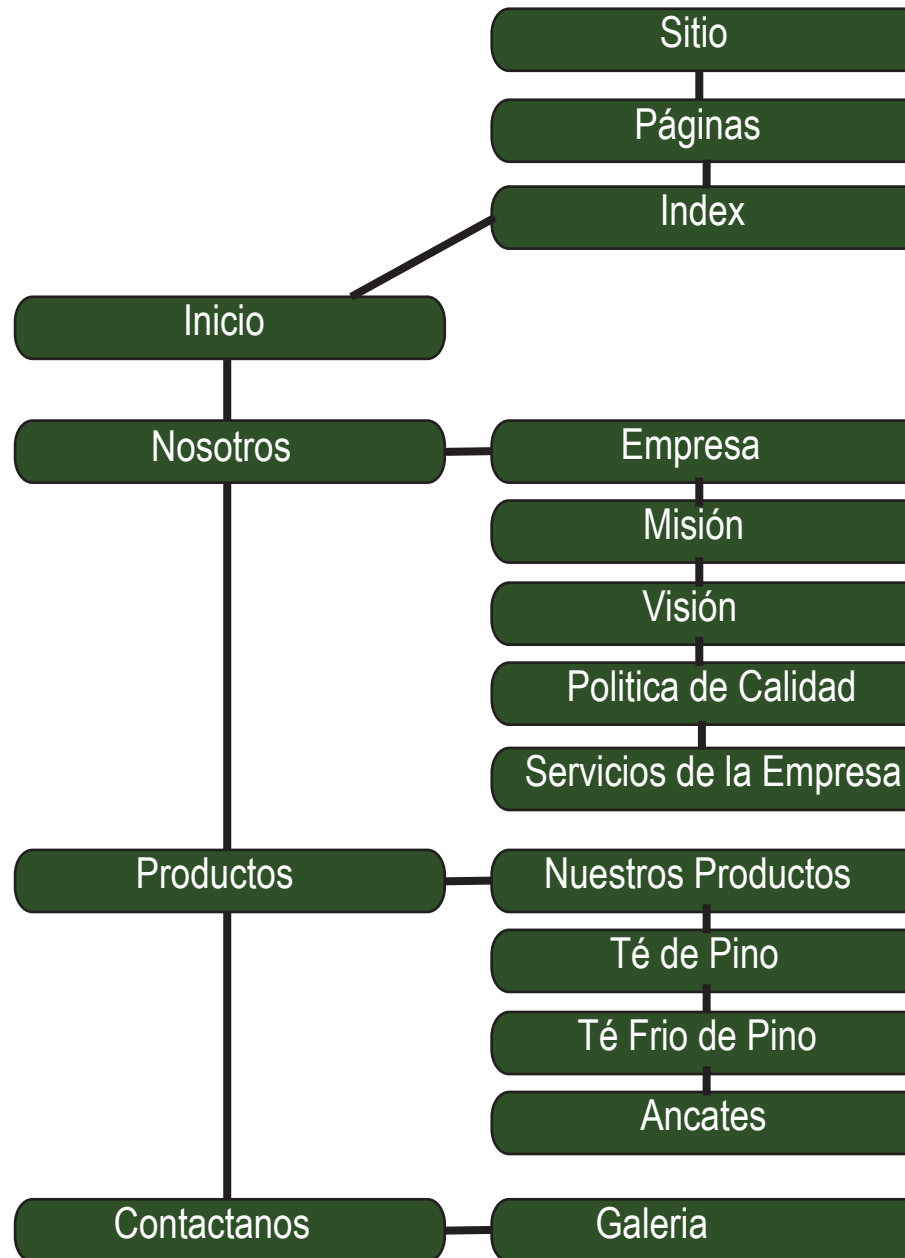 Sitio
Páginas
Index
Inicio
Nosotros
Empresa
Misión
Visión
Politica de Calidad
Servicios de la Empresa
Productos
Nuestros Productos
Té de Pino
Té Frio de Pino
Ancates
Contactanos
Galeria